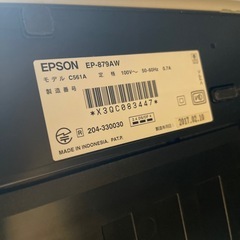 EPSON EP-879AW
モデル C561A 定格 100V～ 50-60Hz 0.7A
製造番号
*X3QC083447*
204-330030
MADE IN INDONESIA. PAT.P.
2017.02.10